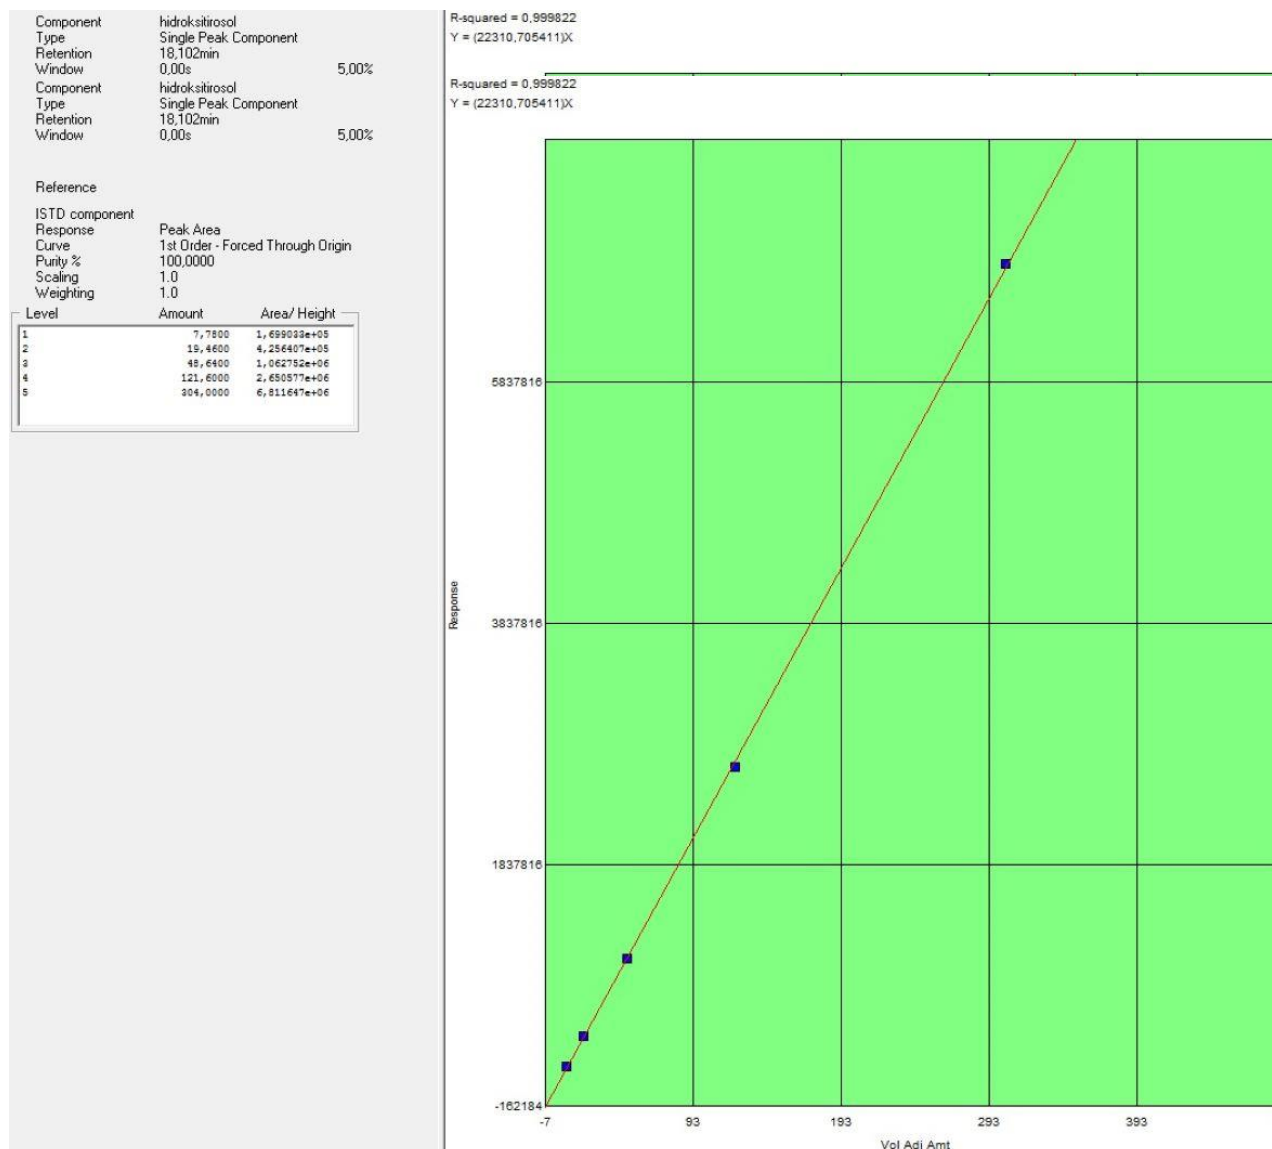 Component hidroksitirosol
Type Single Peak Component
Retention 18,102min
Window 0,00s 5,00%
Component hidroksitirosol
Type Single Peak Component
Retention 18,102min
Window 0,00s 5,00%
Reference
ISTD component
Response Peak Area
Curve 1st Order - Forced Through Origin
Purity % 100,0000
Scaling 1.0
Weighting 1.0
Level Amount Area/ Height
1 7,7800 1,699033e+05
2 19,4600 4,256407e+05
3 48,6400 1,062752e+06
4 121,6000 2,650577e+06
5 304,0000 6,811647e+06
R-squared = 0,999822
Y = (22310,705411)X
R-squared = 0,999822
Y = (22310,705411)X
5837816
Response
3837816
1837816
-162184
-7 93 193 293 393
Vol Adj Amt